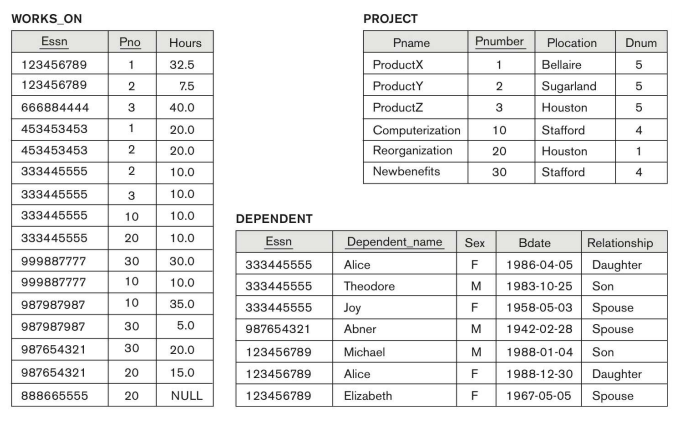 WORKS_ON
Essn Pno Hours
123456789 1 32.5
123456789 2 7.5
666884444 3 40.0
453453453 1 20.0
453453453 2 20.0
333445555 2 10.0
333445555 3 10.0
333445555 10 10.0
333445555 20 10.0
999887777 30 30.0
999887777 10 10.0
987987987 10 35.0
987987987 30 5.0
987654321 30 20.0
987654321 20 15.0
888665555 20 NULL
PROJECT
Pname Pnumber Plocation Dnum
ProductX 1 Bellaire 5
ProductY 2 Sugarland 5
ProductZ 3 Houston 5
Computerization 10 Stafford 4
Reorganization 20 Houston 1
Newbenefits 30 Stafford 4
DEPENDENT
Essn Dependent_name Sex Bdate Relationship
333445555 Alice F 1986-04-05 Daughter
333445555 Theodore M 1983-10-25 Son
333445555 Joy F 1958-05-03 Spouse
987654321 Abner M 1942-02-28 Spouse
123456789 Michael M 1988-01-04 Son
123456789 Alice F 1988-12-30 Daughter
123456789 Elizabeth F 1967-05-05 Spouse